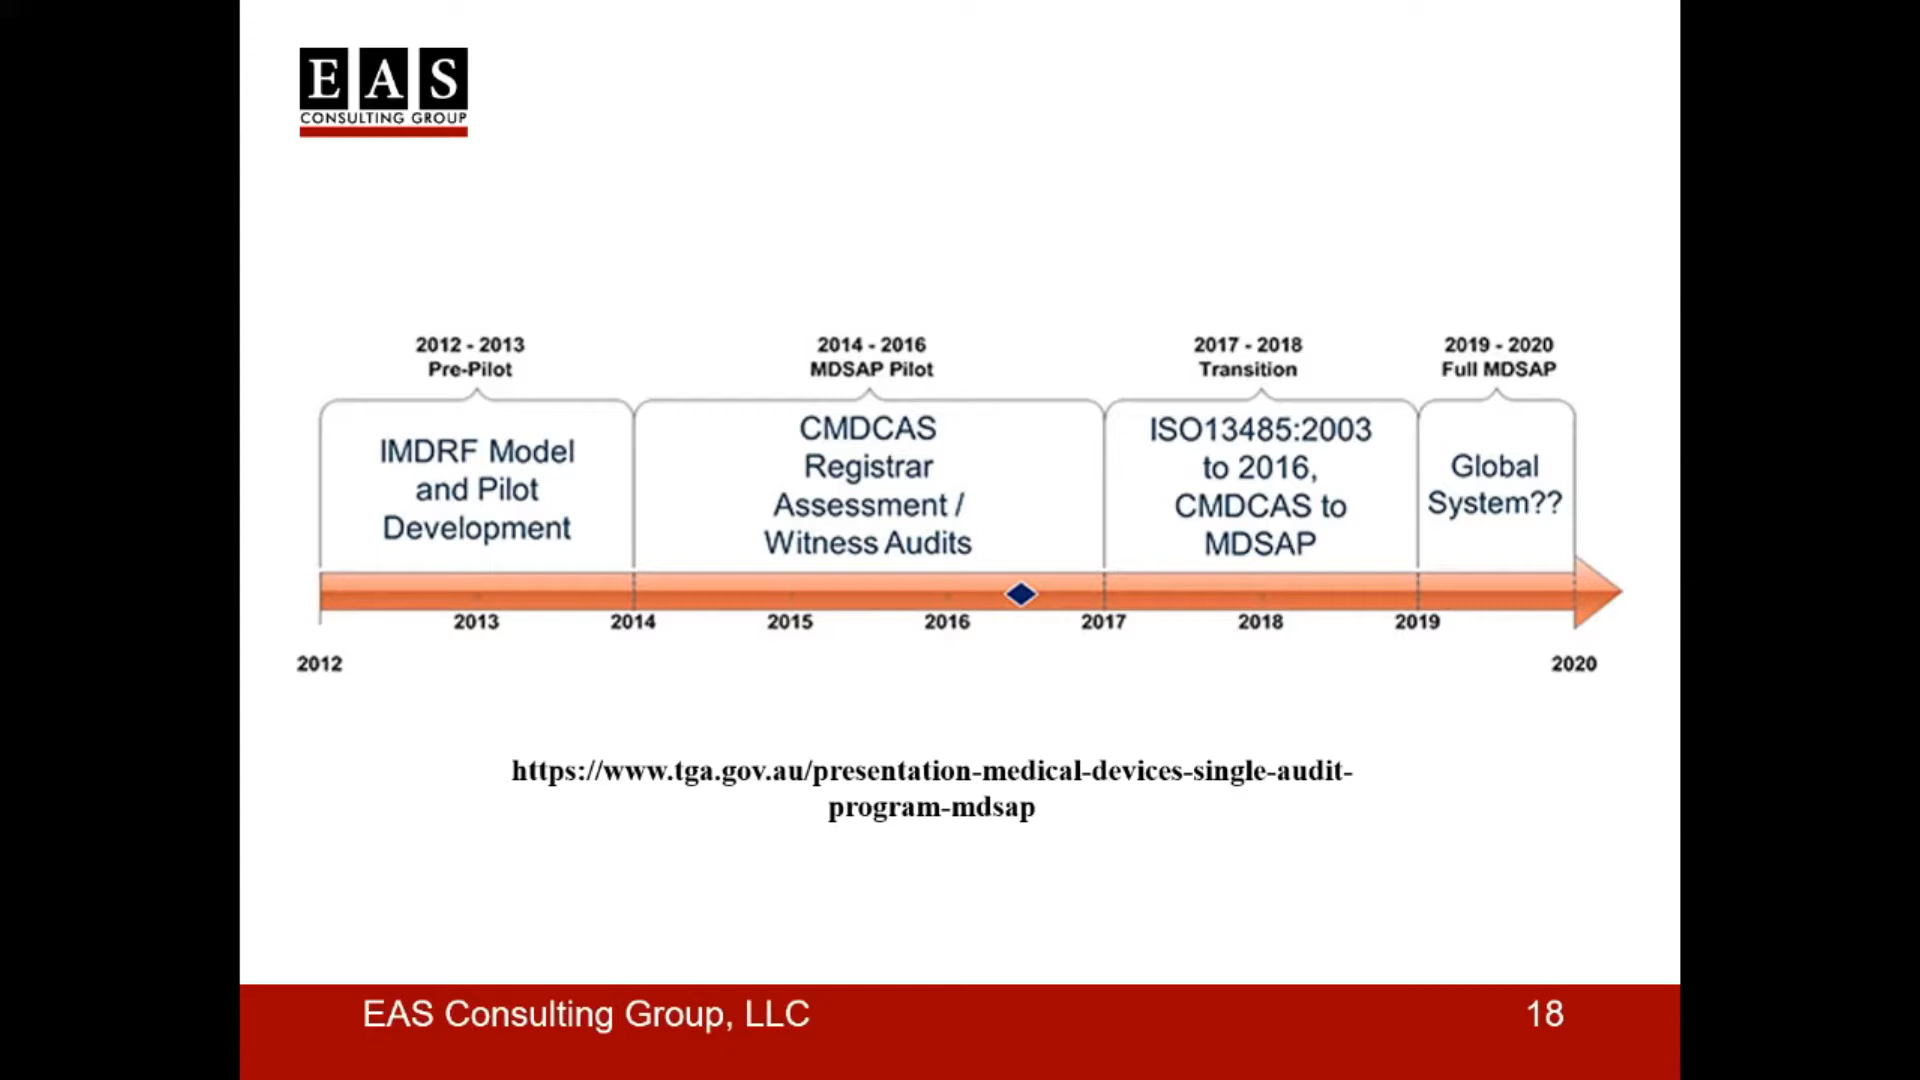 E A S
CONSULTING GROUP
2012 - 2013
Pre-Pilot
2014 - 2016
MDSAP Pilot
2017 - 2018
Transition
2019 - 2020
Full MDSAP
IMDRF Model
and Pilot
Development
CMDCAS
Registrar
Assessment /
Witness Audits
ISO13485:2003
to 2016,
CMDCAS to
MDSAP
Global
System??
2013 2014 2015 2016 2017 2018 2019
2012 2020
https://www.tga.gov.au/presentation-medical-devices-single-audit-
program-mdsap
EAS Consulting Group, LLC 18